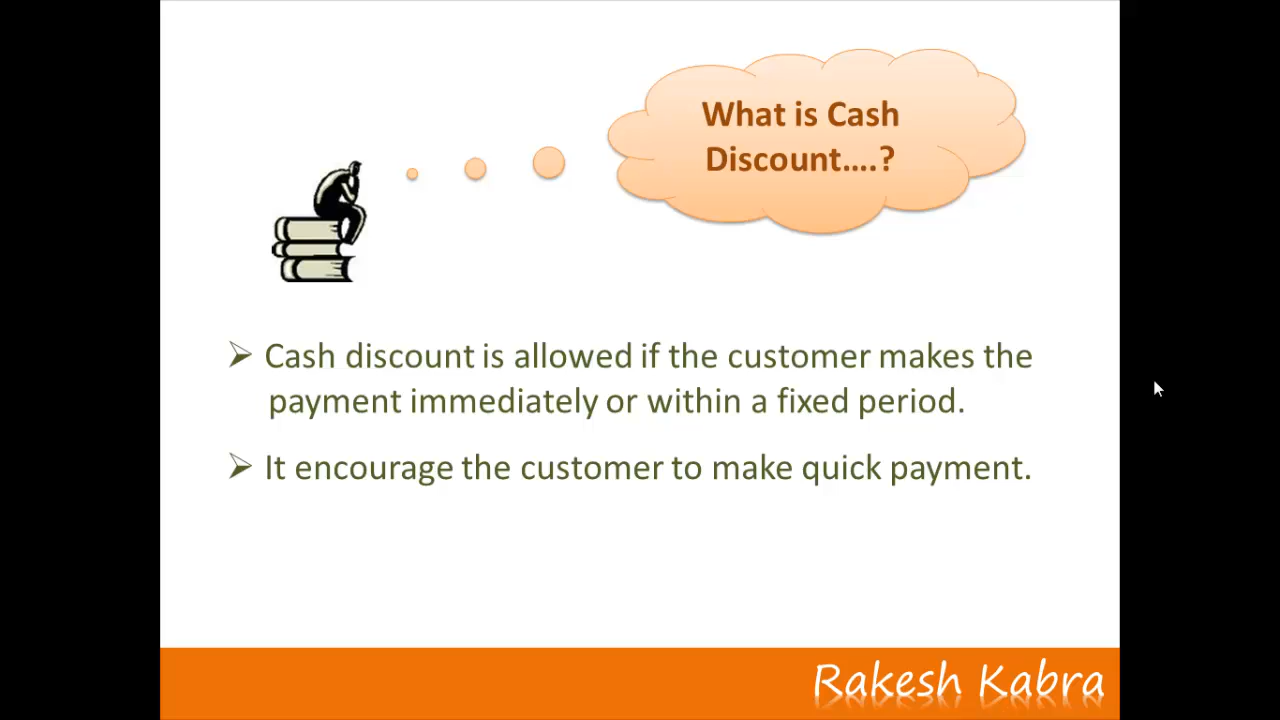 What is Cash
Discount....?
➢ Cash discount is allowed if the customer makes the
payment immediately or within a fixed period.
➢ It encourage the customer to make quick payment.
Rakesh Kabra